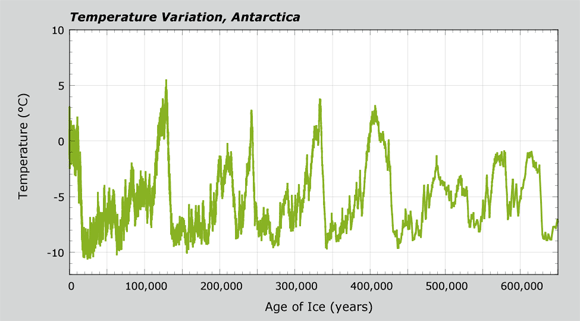 Temperature Variation, Antarctica
10
5
0
-5
-10
Temperature (°C)
0 100,000 200,000 300,000 400,000 500,000 600,000
Age of Ice (years)